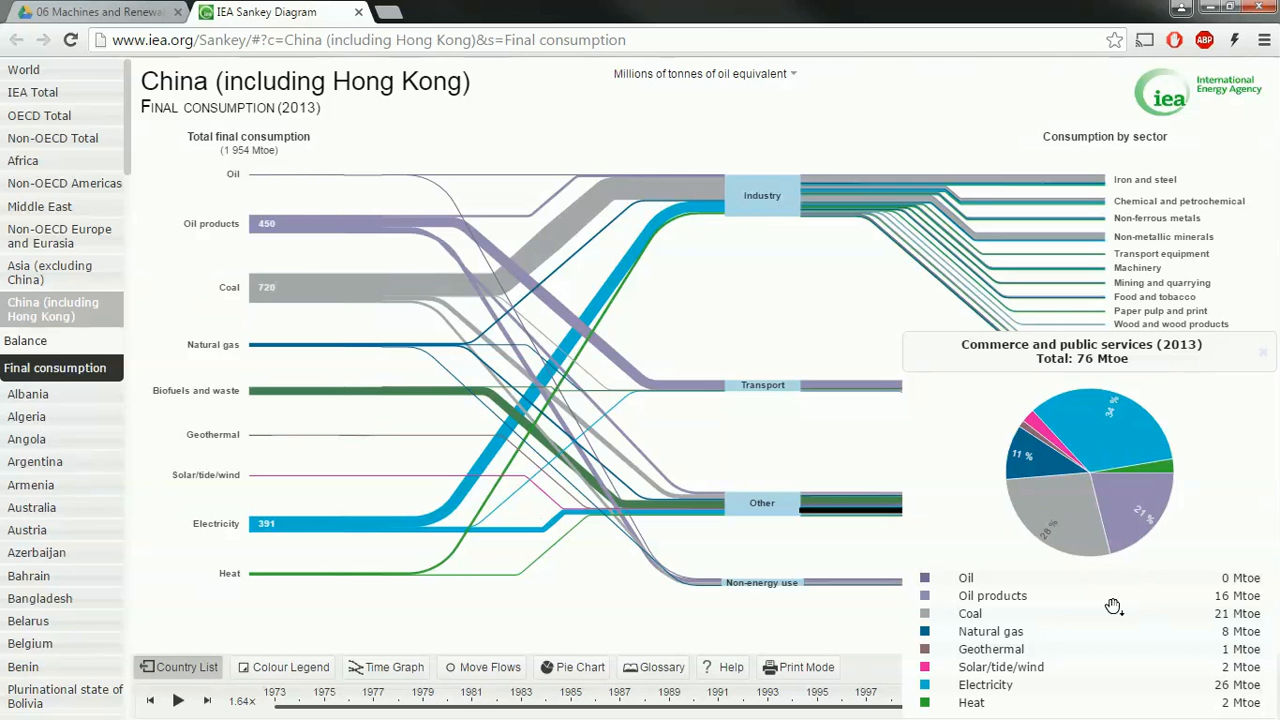 06 Machines and Renewa
IEA Sankey Diagram
www.iea.org/Sankey/#?c=China (including Hong Kong)&s=Final consumption
ABP
World
IEA Total
OECD Total
Non-OECD Total
Africa
Non-OECD Americas
Middle East
Non-OECD Europe
and Eurasia
Asia (excluding
China)
China (including
Hong Kong)
Balance
Final consumption
Albania
Algeria
Angola
Argentina
Armenia
Australia
Austria
Azerbaijan
Bahrain
Bangladesh
Belarus
Belgium
Benin
Plurinational state of
Bolivia
China (including Hong Kong)
FINAL CONSUMPTION (2013)
Millions of tonnes of oil equivalent
iea
International
Energy Agency
Total final consumption
(1 954 Mtoe)
Consumption by sector
Oil
Oil products 450
Coal 720
Natural gas
Biofuels and waste
Geothermal
Solar/tide/wind
Electricity 391
Heat
Industry
Transport
Other
Non-energy use
Iron and steel
Chemical and petrochemical
Non-ferrous metals
Non-metallic minerals
Transport equipment
Machinery
Mining and quarrying
Food and tobacco
Paper pulp and print
Wood and wood products
Commerce and public services (2013)
Total: 76 Mtoe
34 %
11 %
28 %
21 %
Oil 0 Mtoe
Oil products 16 Mtoe
Coal 21 Mtoe
Natural gas 8 Mtoe
Geothermal 1 Mtoe
Solar/tide/wind 2 Mtoe
Electricity 26 Mtoe
Heat 2 Mtoe
Country List
Colour Legend
Time Graph
Move Flows
Pie Chart
Glossary
? Help
Print Mode
1.64x
1973 1975 1977 1979 1981 1983 1985 1987 1989 1991 1993 1995 1997